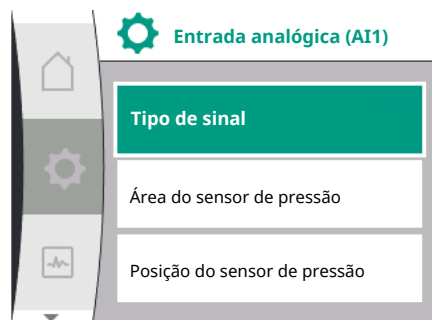 Entrada analógica (AI1)
Tipo de sinal
Área do sensor de pressão
Posição do sensor de pressão